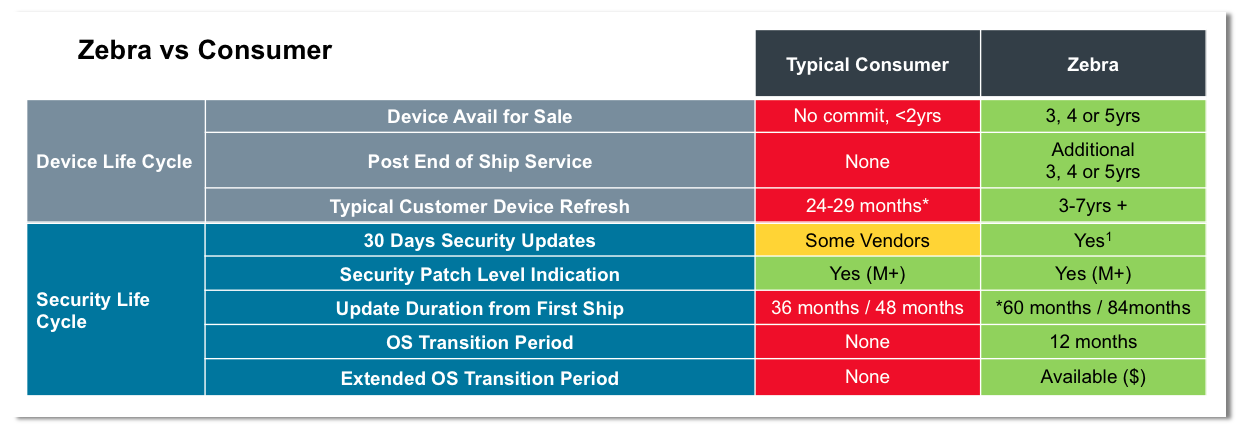 Zebra vs Consumer
Typical Consumer
Zebra
Device Life Cycle
Device Avail for Sale
No commit, <2yrs
3, 4 or 5yrs
Post End of Ship Service
None
Additional
3, 4 or 5yrs
Typical Customer Device Refresh
24-29 months*
3-7yrs +
Security Life
Cycle
30 Days Security Updates
Some Vendors
Yes¹
Security Patch Level Indication
Yes (M+)
Yes (M+)
Update Duration from First Ship
36 months / 48 months
*60 months / 84months
OS Transition Period
None
12 months
Extended OS Transition Period
None
Available ($)